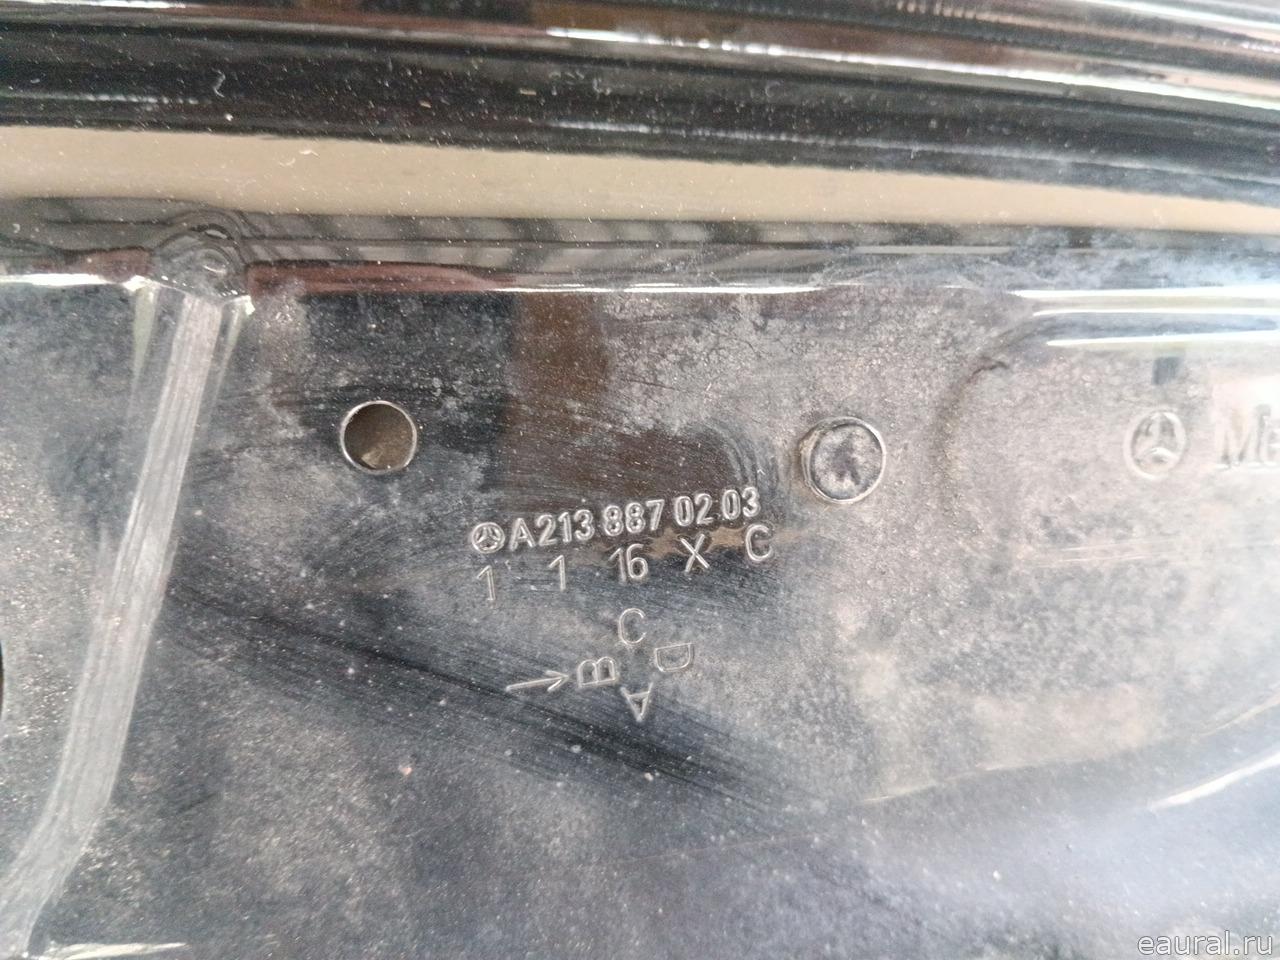 A213 887 02 03
1 1 16 X C
C
B D
A
eaural.ru